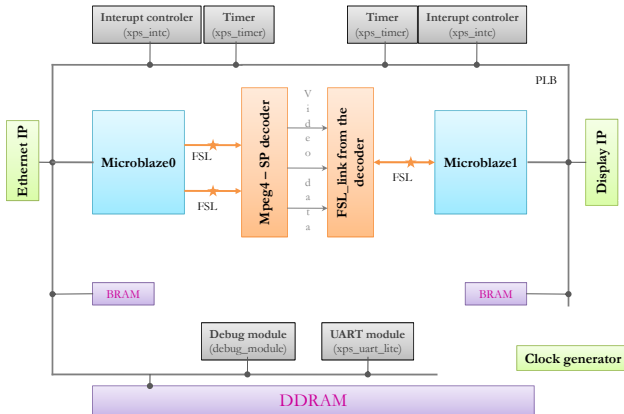 Interupt controler
(xps_intc)
Timer
(xps_timer)
Timer
(xps_timer)
Interupt controler
(xps_intc)
PLB
Ethernet IP
Microblaze0
FSL
FSL
Mpeg4 – SP decoder
Video data
FSL_link from the
decoder
FSL
Microblaze1
Display IP
BRAM
BRAM
Debug module
(debug_module)
UART module
(xps_uart_lite)
Clock generator
DDRAM